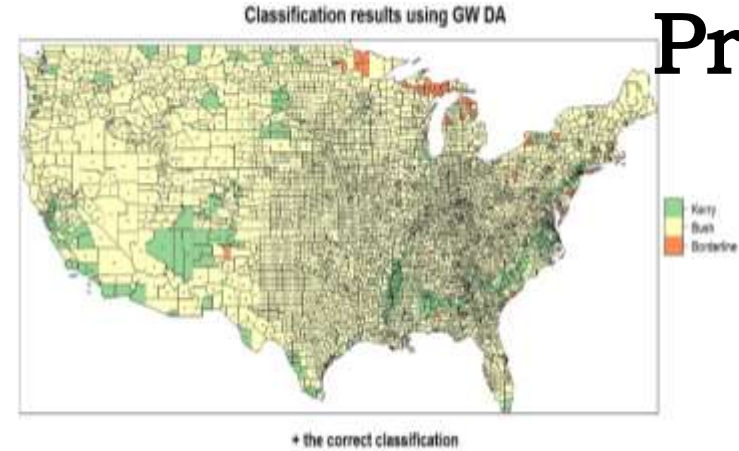 Classification results using GW DA
Pr
Kerry
Bush
Borderline
+ the correct classification